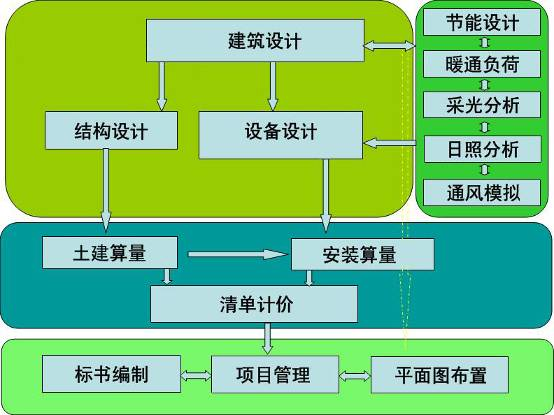 建筑设计
结构设计
设备设计
节能设计
暖通负荷
采光分析
日照分析
通风模拟
土建算量
安装算量
清单计价
标书编制
项目管理
平面图布置